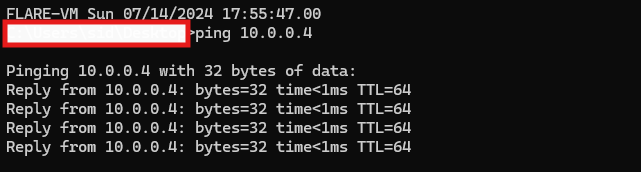 FLARE-VM Sun 07/14/2024 17:55:47.00
>ping 10.0.0.4
Pinging 10.0.0.4 with 32 bytes of data:
Reply from 10.0.0.4: bytes=32 time<1ms TTL=64
Reply from 10.0.0.4: bytes=32 time<1ms TTL=64
Reply from 10.0.0.4: bytes=32 time<1ms TTL=64
Reply from 10.0.0.4: bytes=32 time<1ms TTL=64